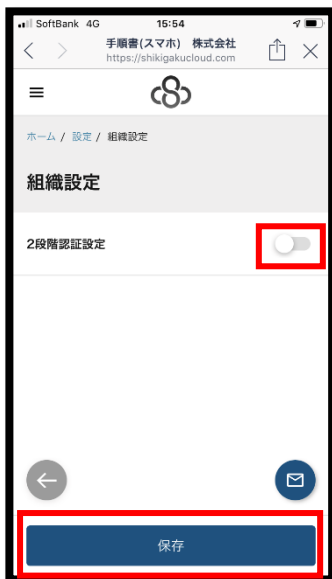 SoftBank 4G 15:54
手順書(スマホ) 株式会社
https://shikigakucloud.com
ホーム / 設定 / 組織設定
組織設定
2段階認証設定
保存